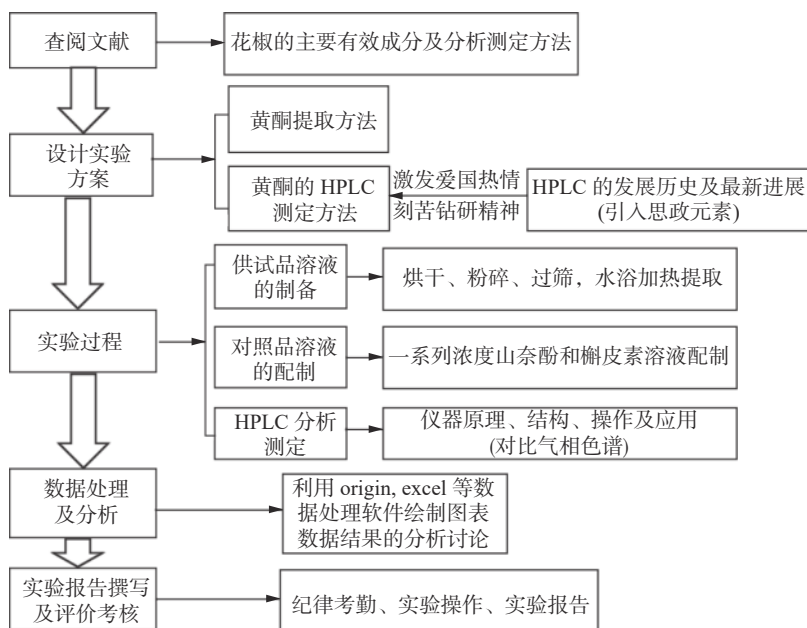 查阅文献
花椒的主要有效成分及分析测定方法
黄酮提取方法
设计实验
方案
黄酮的 HPLC
测定方法
激发爱国热情
刻苦钻研精神
HPLC 的发展历史及最新进展
(引入思政元素)
供试品溶液
的制备
烘干、粉碎、过筛，水浴加热提取
实验过程
对照品溶液
的配制
一系列浓度山奈酚和槲皮素溶液配制
HPLC 分析
测定
仪器原理、结构、操作及应用
(对比气相色谱)
数据处理
及分析
利用 origin, excel 等数
据处理软件绘制图表
数据结果的分析讨论
实验报告撰写
及评价考核
纪律考勤、实验操作、实验报告